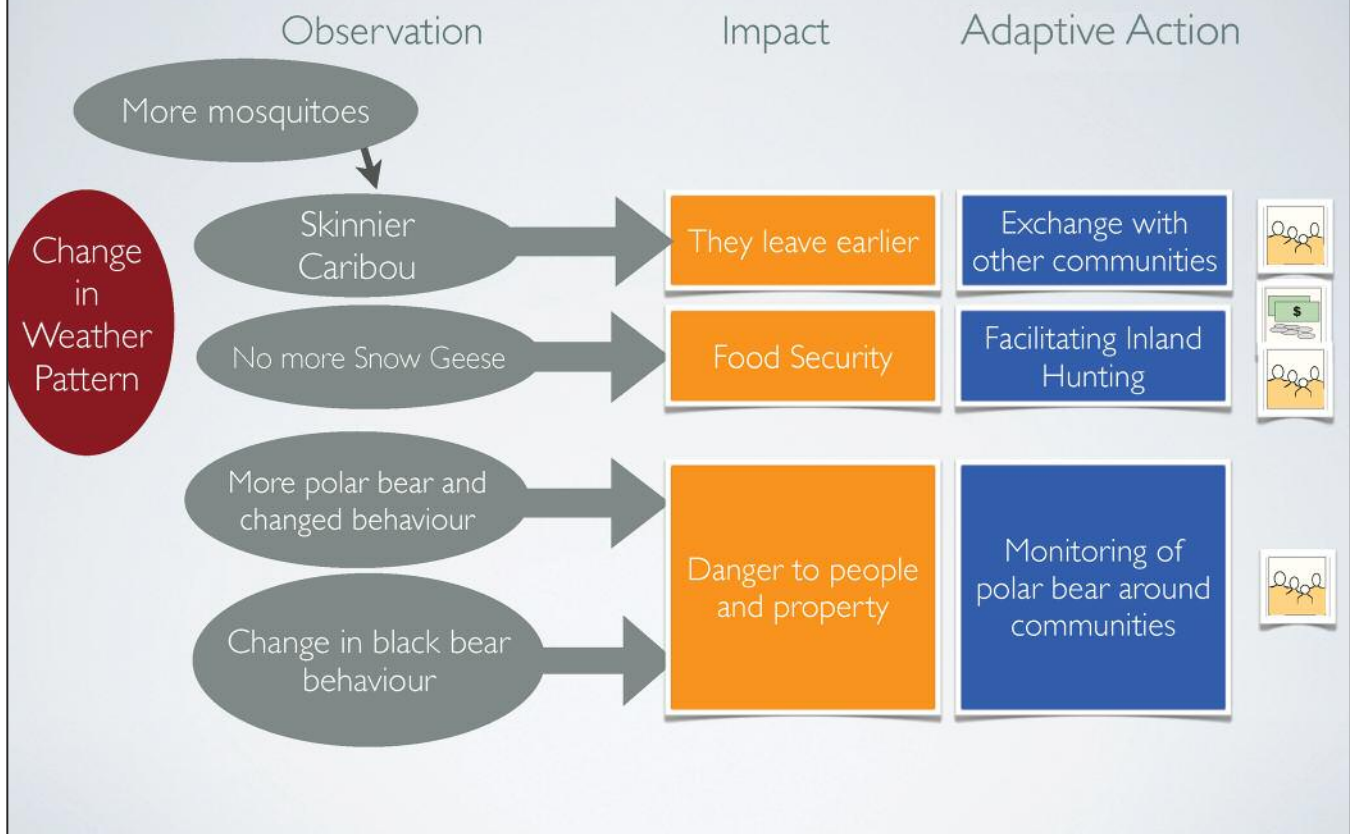 Observation
Impact
Adaptive Action
More mosquitoes
Change
in
Weather
Pattern
Skinnier
Caribou
They leave earlier
Exchange with
other communities
No more Snow Geese
Food Security
$
Facilitating Inland
Hunting
More polar bear and
changed behaviour
Danger to people
and property
Monitoring of
polar bear around
communities
Change in black bear
behaviour